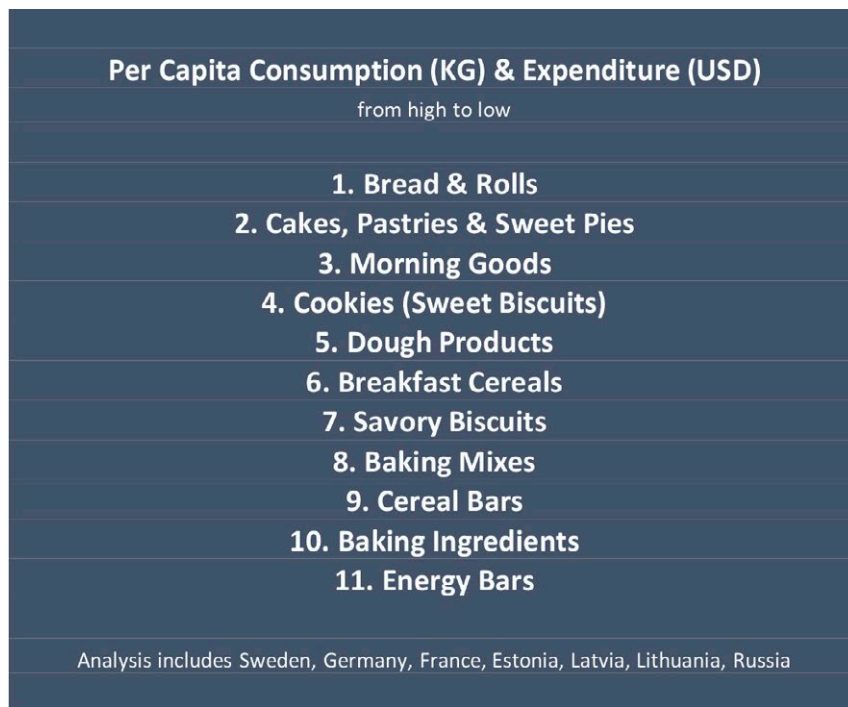 Per Capita Consumption (KG) & Expenditure (USD)
from high to low
1. Bread & Rolls
2. Cakes, Pastries & Sweet Pies
3. Morning Goods
4. Cookies (Sweet Biscuits)
5. Dough Products
6. Breakfast Cereals
7. Savory Biscuits
8. Baking Mixes
9. Cereal Bars
10. Baking Ingredients
11. Energy Bars
Analysis includes Sweden, Germany, France, Estonia, Latvia, Lithuania, Russia